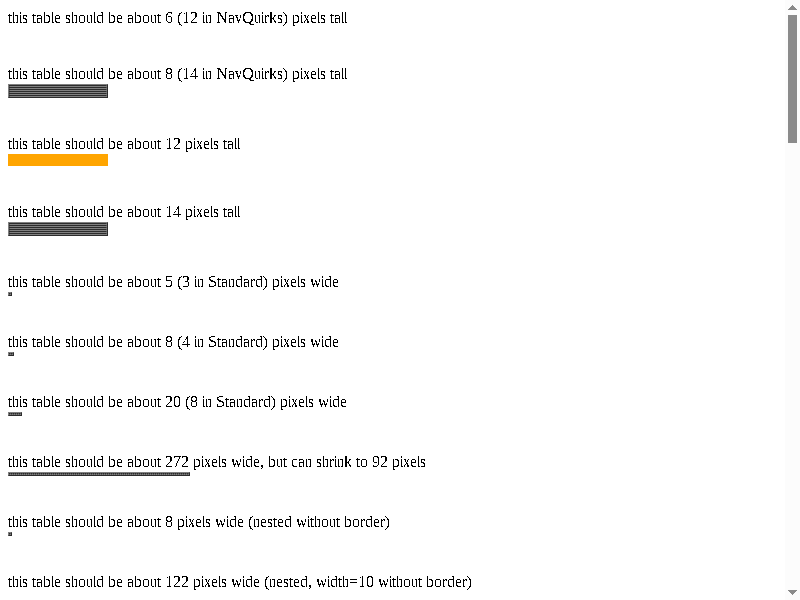 this table should be about 6 (12 in NavQuirks) pixels tall
this table should be about 8 (14 in NavQuirks) pixels tall
this table should be about 12 pixels tall
this table should be about 14 pixels tall
this table should be about 5 (3 in Standard) pixels wide
this table should be about 8 (4 in Standard) pixels wide
this table should be about 20 (8 in Standard) pixels wide
this table should be about 272 pixels wide, but can shrink to 92 pixels
this table should be about 8 pixels wide (nested without border)
this table should be about 122 pixels wide (nested, width=10 without border)